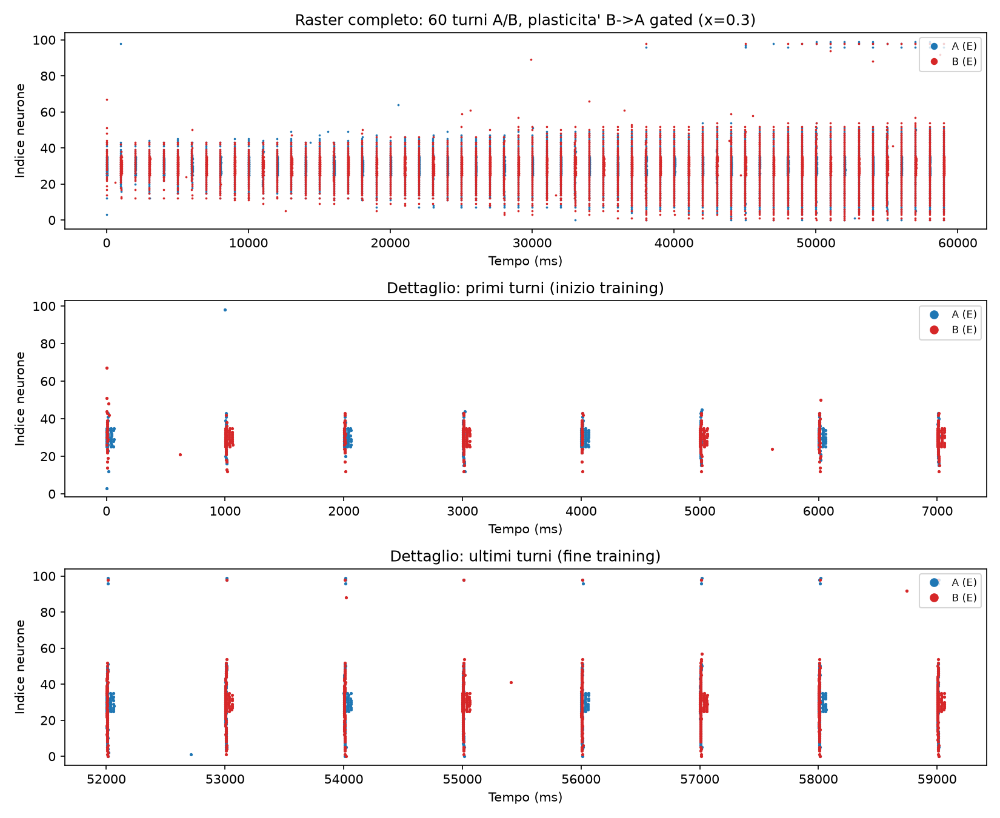 Raster completo: 60 turni A/B, plasticita' B->A gated (x=0.3)
100
80
60
40
20
0
Indice neurone
A (E)
B (E)
0
10000
20000
30000
40000
50000
60000
Tempo (ms)
Dettaglio: primi turni (inizio training)
100
80
60
40
20
0
Indice neurone
A (E)
B (E)
0
1000
2000
3000
4000
5000
6000
7000
Tempo (ms)
Dettaglio: ultimi turni (fine training)
100
80
60
40
20
0
Indice neurone
A (E)
B (E)
52000
53000
54000
55000
56000
57000
58000
59000
Tempo (ms)